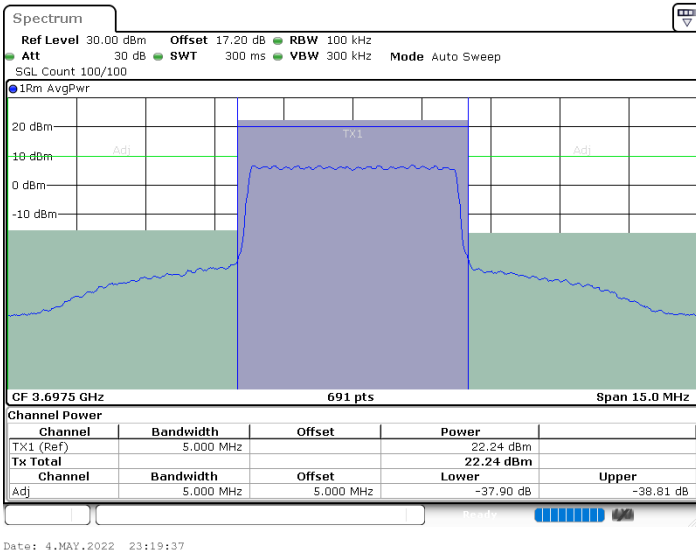 Spectrum
Ref Level 30.00 dBm Offset 17.20 dB RBW 100 kHz
Att 30 dB SWT 300 ms VBW 300 kHz Mode Auto Sweep
SGL Count 100/100
1Rm AvgPwr
20 dBm
TX1
10 dBm Adj Adj
0 dBm
-10 dBm
CF 3.6975 GHz 691 pts Span 15.0 MHz
Channel Power
Channel Bandwidth Offset Power
TX1 (Ref) 5.000 MHz 22.24 dBm
Tx Total 22.24 dBm
Channel Bandwidth Offset Lower Upper
Adj 5.000 MHz 5.000 MHz -37.90 dB -38.81 dB
Ready
Date: 4.MAY.2022 23:19:37